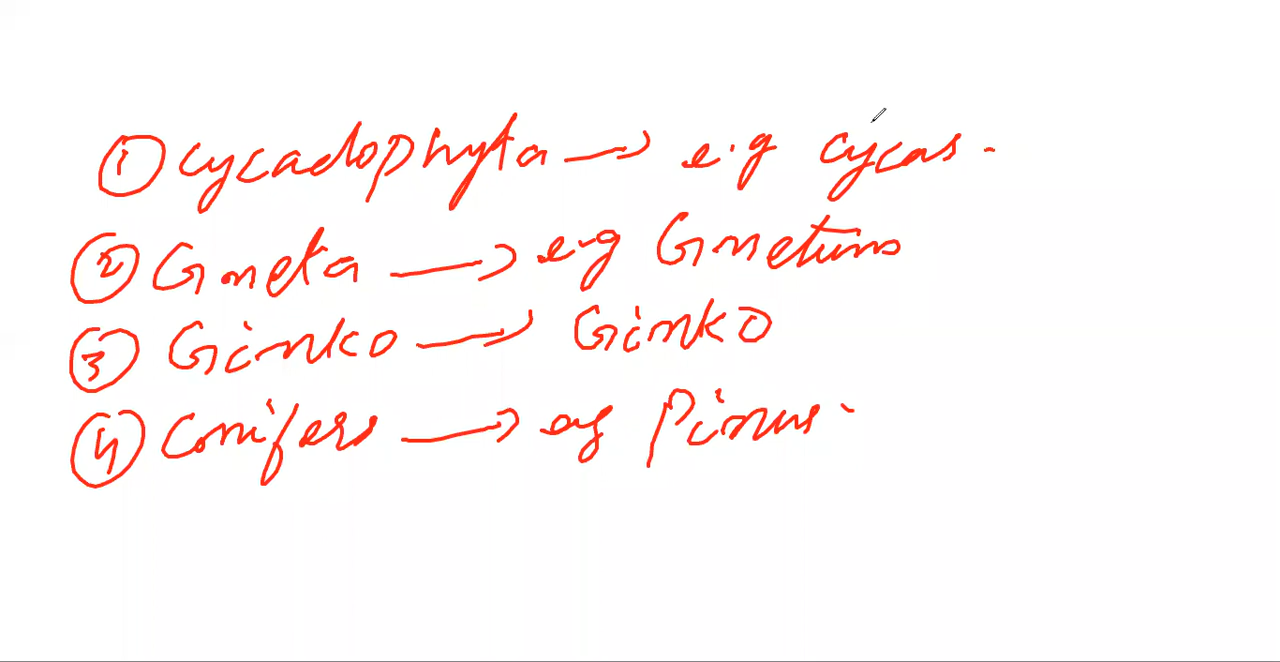 ① Cycadophyta → e.g cycas.
② Gneta → e.g Gnetum
③ Ginko → Ginko
④ Conifers → eg Pinus.